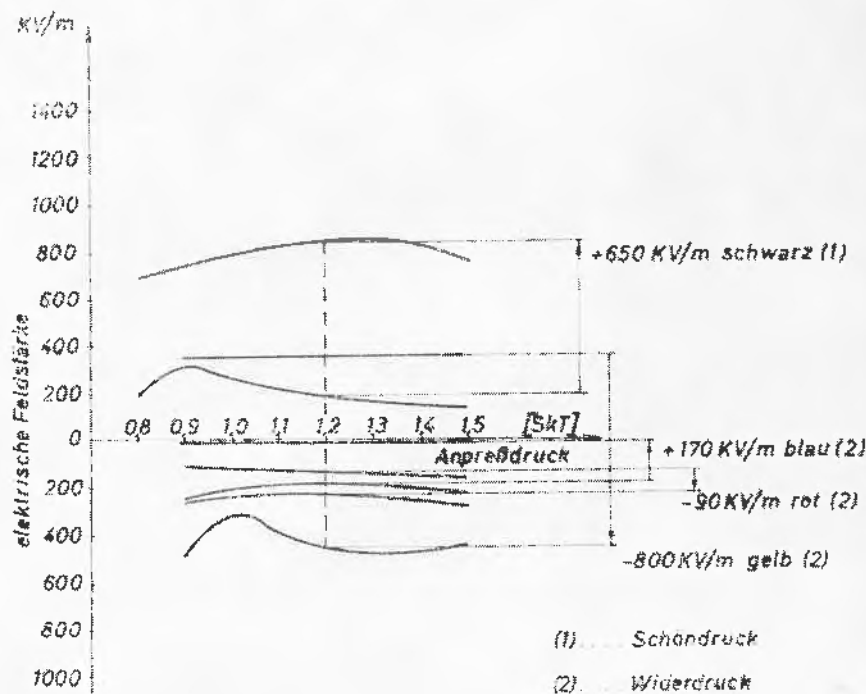 KV/m
1400
1200
1000
800
600
400
200
0
200
400
600
800
1000
elektrische Feldstärke
0,8 0,9 1,0 1,1 1,2 1,3 1,4 1,5 [SkT]
Anpreßdruck
+650 KV/m schwarz (1)
+170 KV/m blau (2)
-90 KV/m rot (2)
-800 KV/m gelb (2)
(1) .... Schöndruck
(2) .... Widerdruck